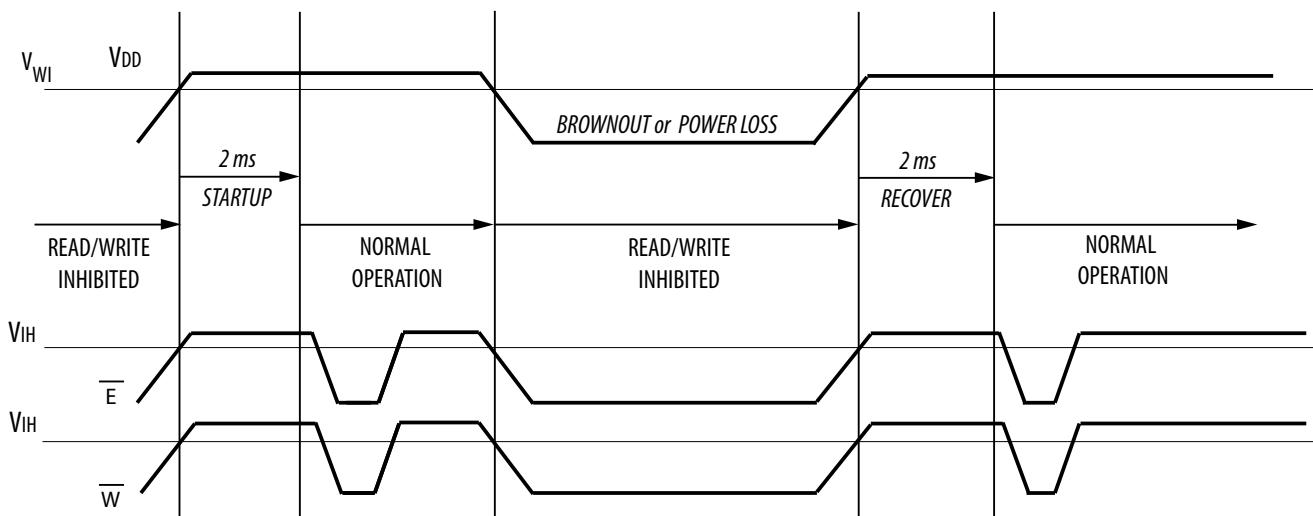 VWI VDD
BROWNOUT or POWER LOSS
2 ms
STARTUP
2 ms
RECOVER
READ/WRITE
INHIBITED
NORMAL
OPERATION
READ/WRITE
INHIBITED
NORMAL
OPERATION
VIH
E
VIH
W